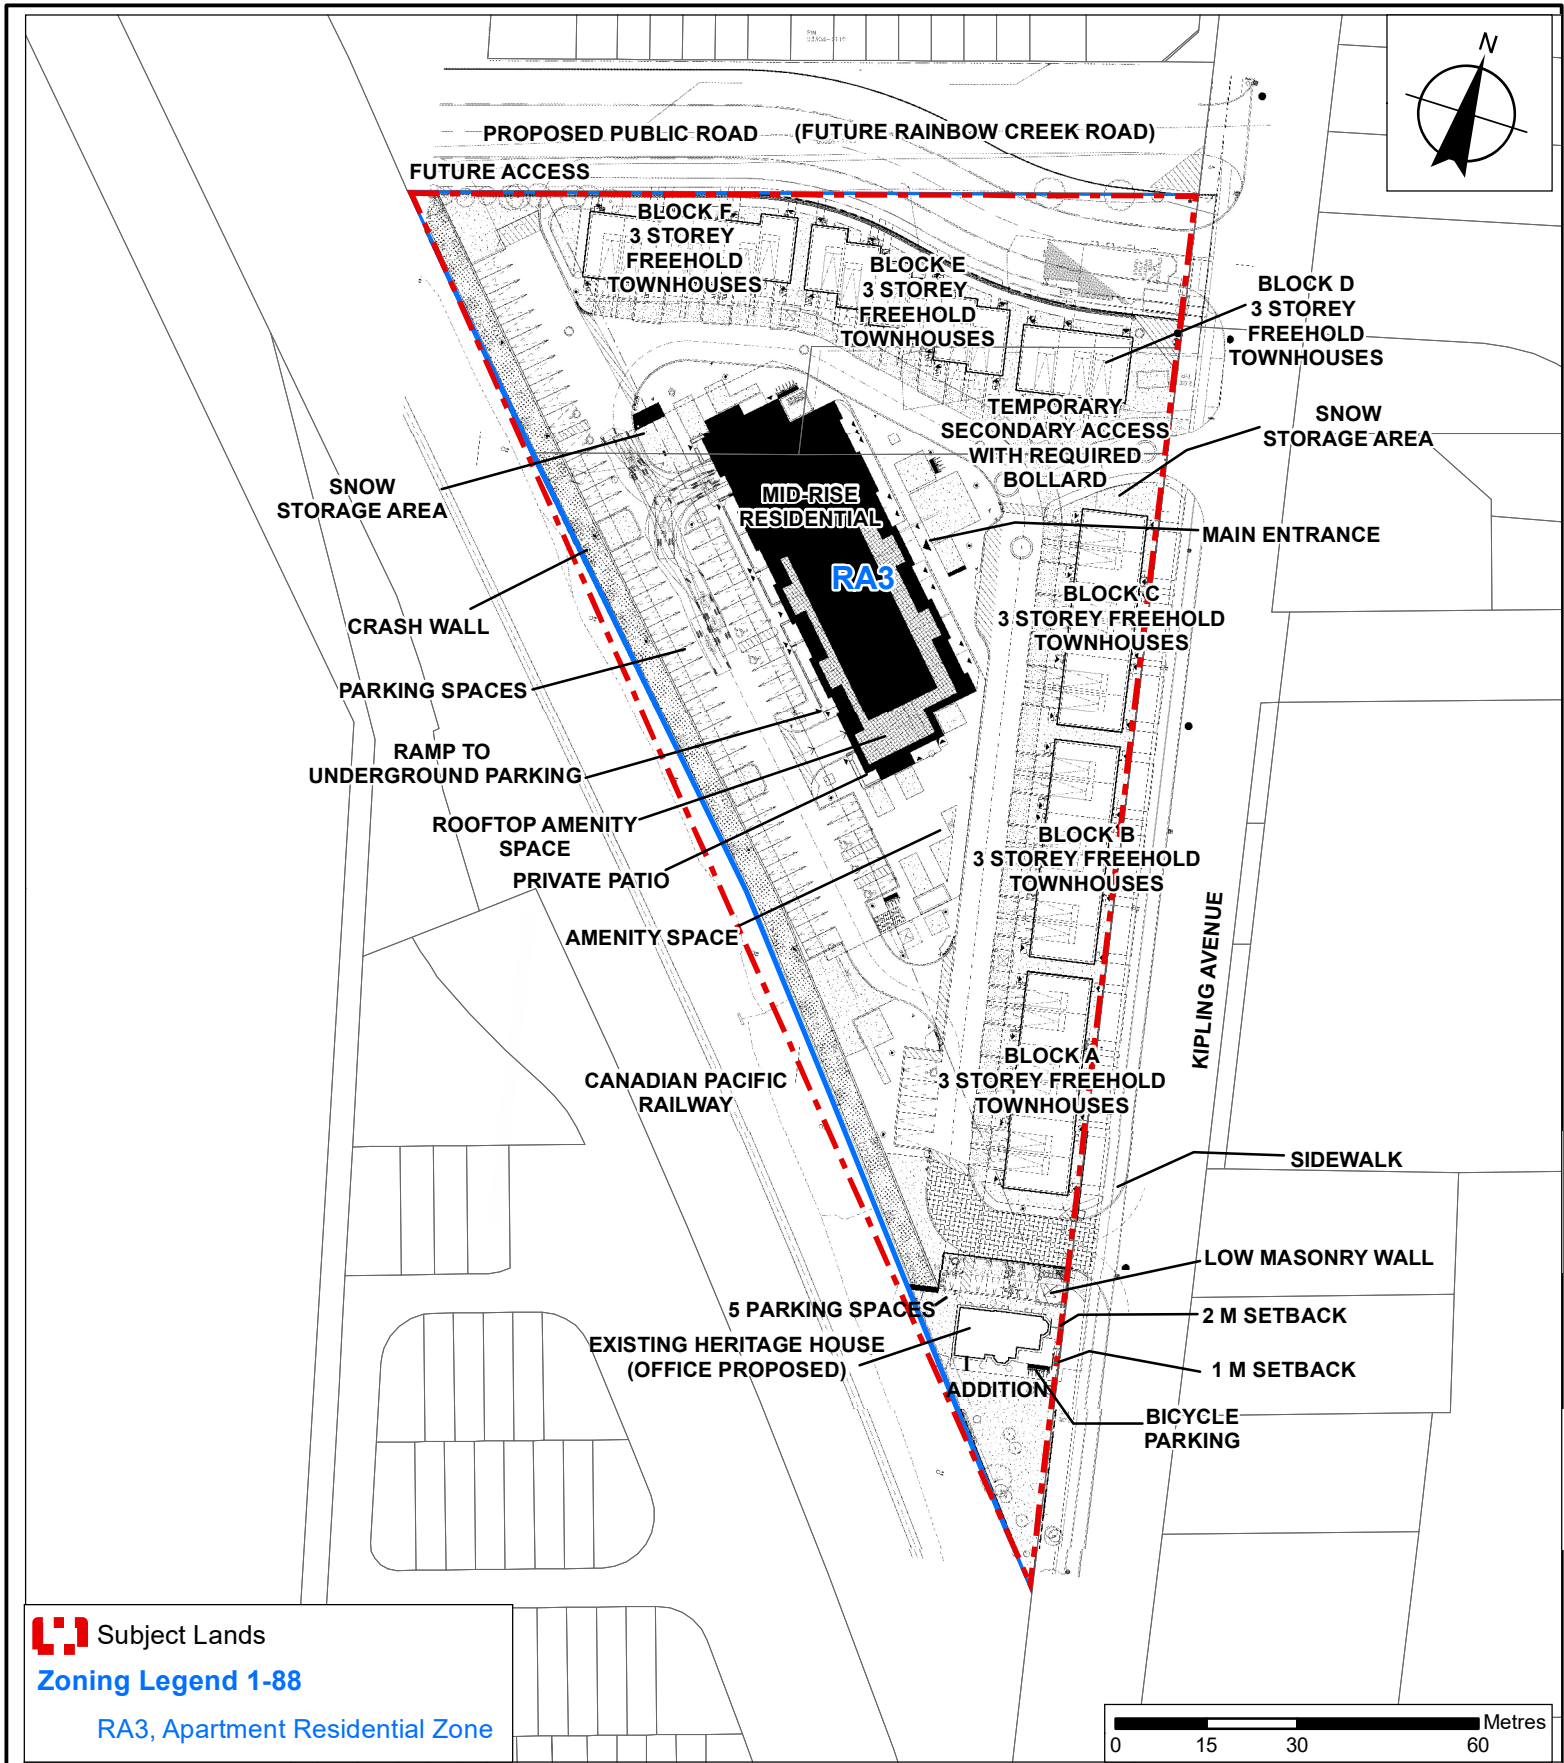 N
PROPOSED PUBLIC ROAD (FUTURE RAINBOW CREEK ROAD)
FUTURE ACCESS
BLOCK F
3 STOREY
FREEHOLD
TOWNHOUSES
BLOCK E
3 STOREY
FREEHOLD
TOWNHOUSES
BLOCK D
3 STOREY
FREEHOLD
TOWNHOUSES
TEMPORARY
SECONDARY ACCESS
WITH REQUIRED
BOLLARD
SNOW
STORAGE AREA
SNOW
STORAGE AREA
MID-RISE
RESIDENTIAL
RA3
MAIN ENTRANCE
CRASH WALL
BLOCK C
3 STOREY FREEHOLD
TOWNHOUSES
PARKING SPACES
RAMP TO
UNDERGROUND PARKING
ROOFTOP AMENITY
SPACE
PRIVATE PATIO
BLOCK B
3 STOREY FREEHOLD
TOWNHOUSES
AMENITY SPACE
KIPLING AVENUE
CANADIAN PACIFIC
RAILWAY
BLOCK A
3 STOREY FREEHOLD
TOWNHOUSES
SIDEWALK
LOW MASONRY WALL
5 PARKING SPACES
2 M SETBACK
EXISTING HERITAGE HOUSE
(OFFICE PROPOSED)
1 M SETBACK
ADDITION
BICYCLE
PARKING
Subject Lands
Zoning Legend 1-88
RA3, Apartment Residential Zone
Metres
0 15 30 60